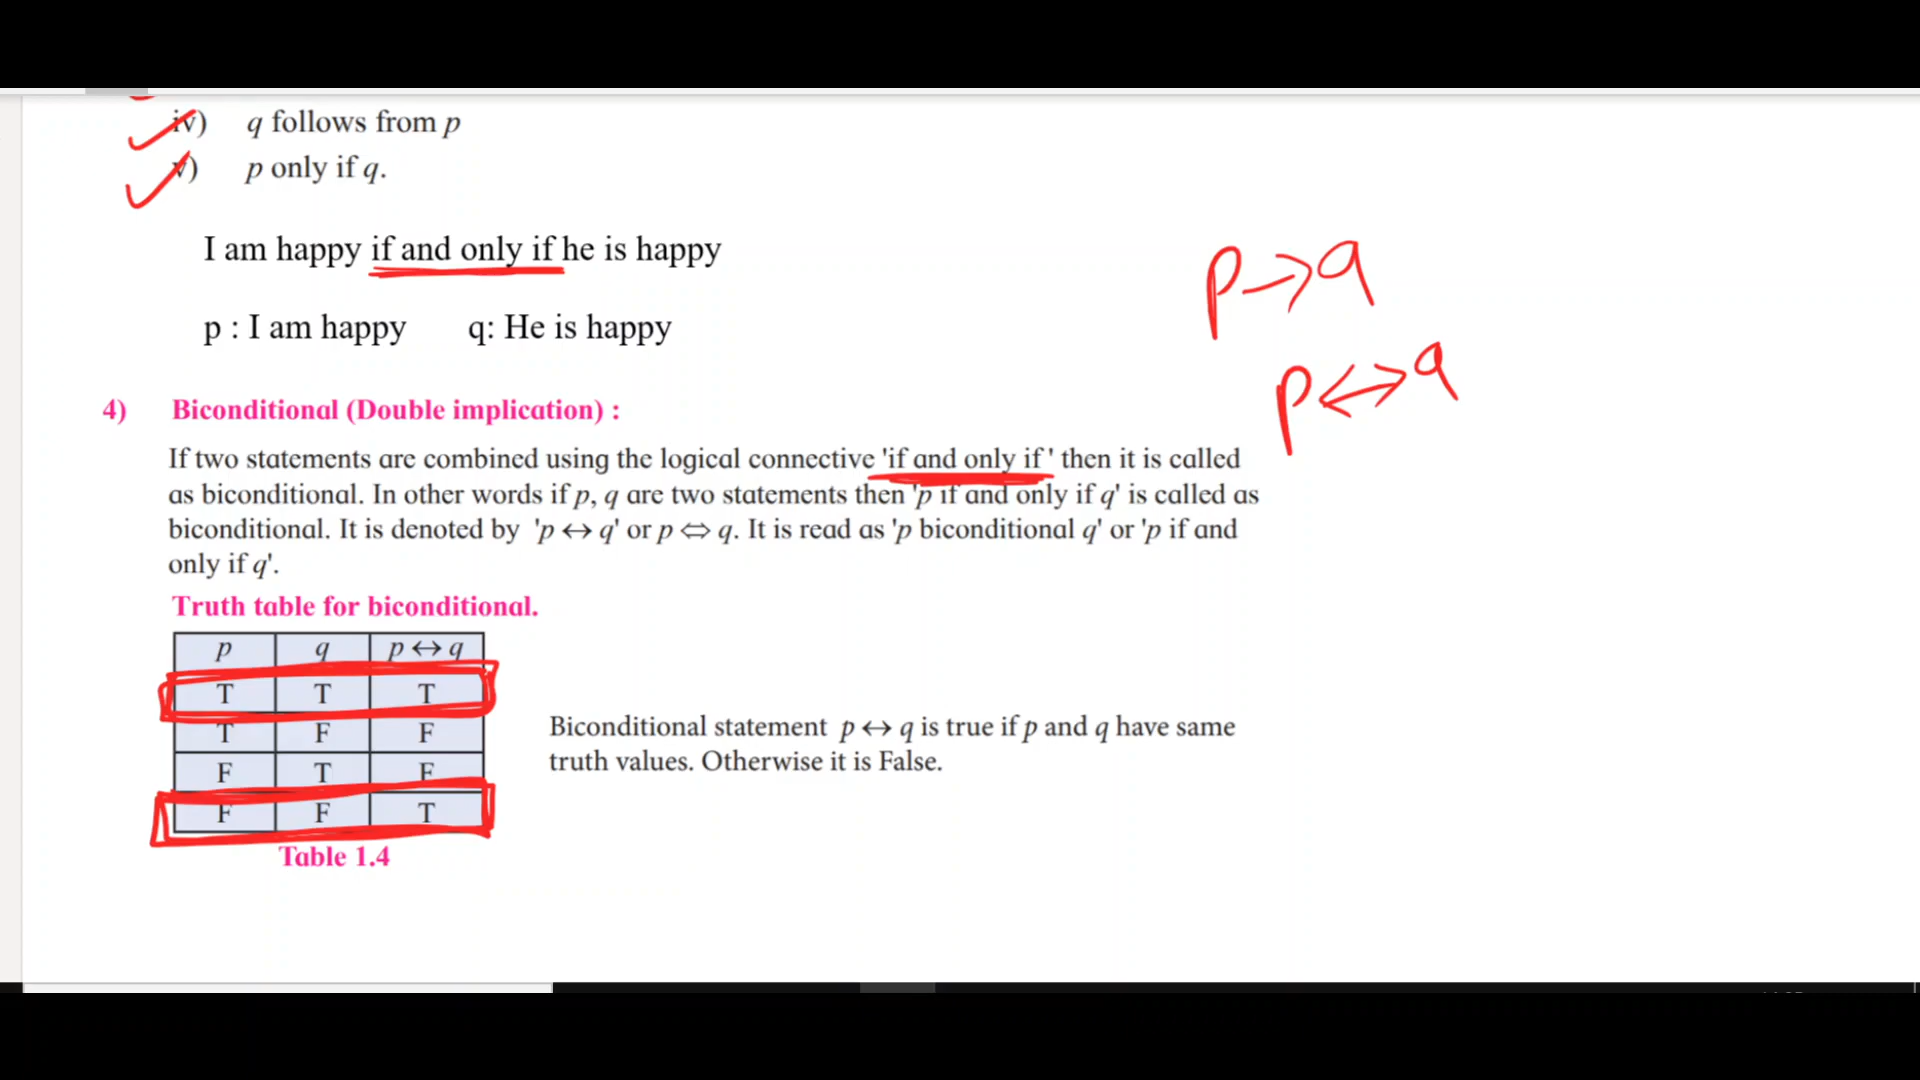 iv) q follows from p
v) p only if q.
I am happy if and only if he is happy
p : I am happy q: He is happy
p→q
p↔q
4) Biconditional (Double implication) :
If two statements are combined using the logical connective 'if and only if ' then it is called
as biconditional. In other words if p, q are two statements then 'p if and only if q' is called as
biconditional. It is denoted by 'p ↔ q' or p ⇔ q. It is read as 'p biconditional q' or 'p if and
only if q'.
Truth table for biconditional.
p q p ↔ q
T T T
T F F
F T F
F F T
Table 1.4
Biconditional statement p ↔ q is true if p and q have same
truth values. Otherwise it is False.